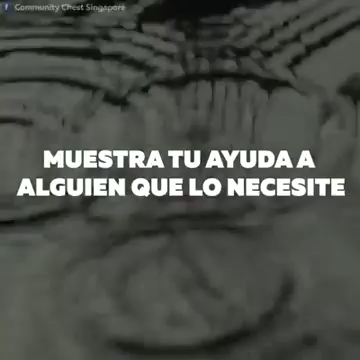 Community Chest Singapore
MUESTRA TU AYUDA A
ALGUIEN QUE LO NECESITE